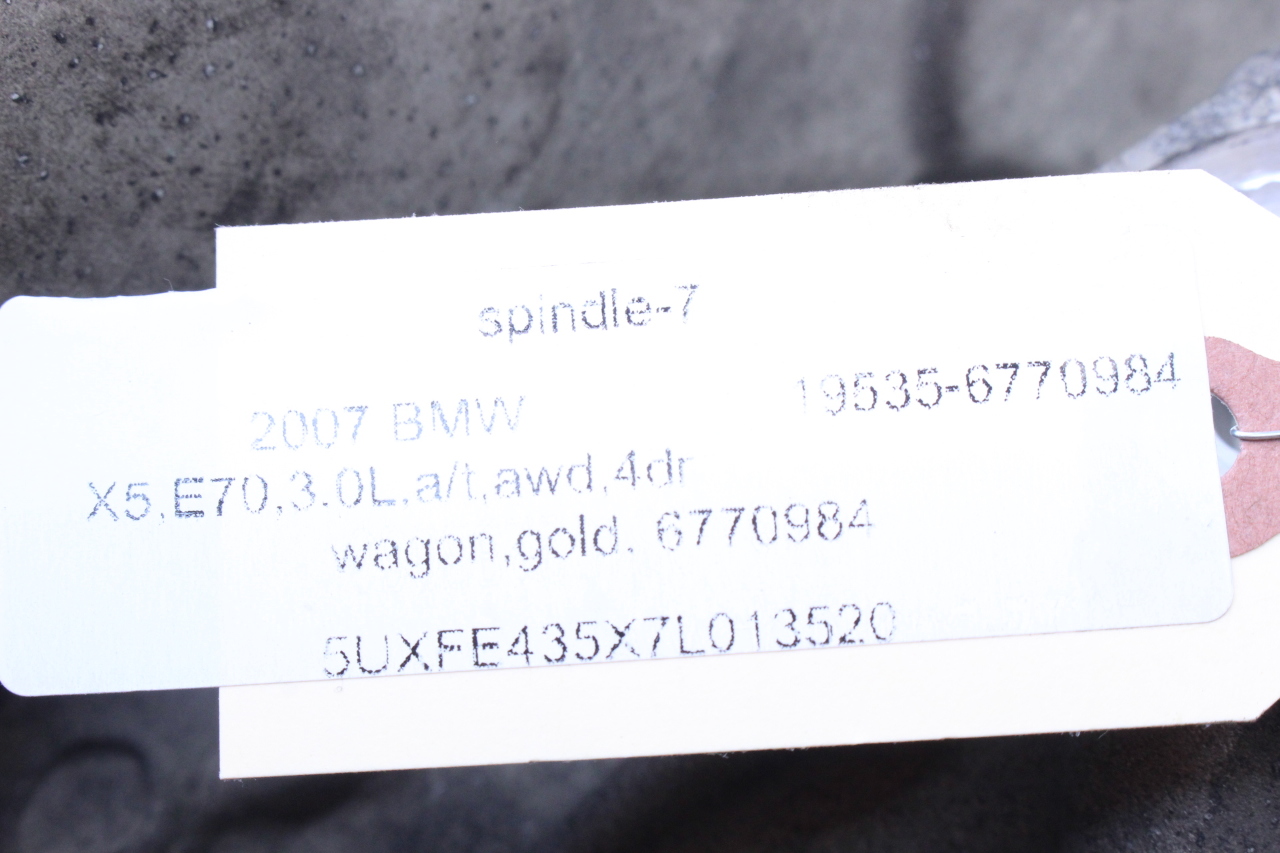 spindle-7
19535-6770984
2007 BMW
X5,E70,3.0L,a/t,awd,4dr
wagon,gold. 6770984
5UXFE435X7L013520